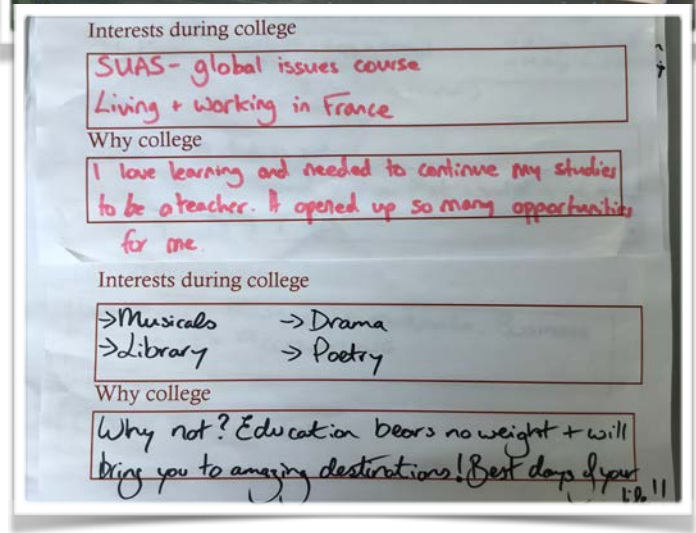 Interests during college
SUAS- global issues course
Living + working in France
Why college
I love learning and needed to continue my studies
to be a teacher. It opened up so many opportunities
for me.
Interests during college
→Musicals → Drama
→Library → Poetry
Why college
Why not? Education bears no weight + will
bring you to amazing destinations! Best days of your
life!!